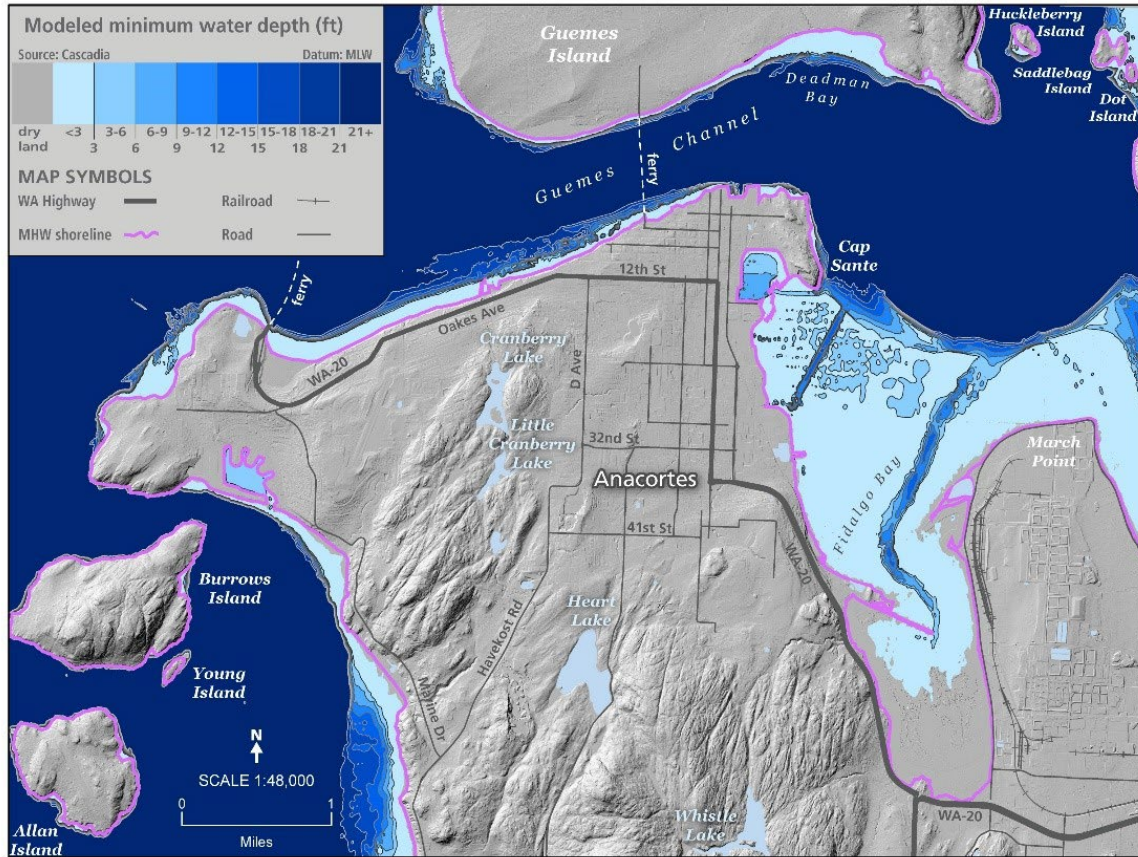 Modeled minimum water depth (ft)
Source: Cascadia Datum: MLW
dry land <3 3-6 6-9 9-12 12-15 15-18 18-21 21+
3 6 9 12 15 18 21
MAP SYMBOLS
WA Highway Railroad
MHW shoreline Road
Guemes
Island
Huckleberry
Island
Saddlebag
Island
Dot
Island
Deadman
Bay
Guemes Channel
ferry
ferry
Cap
Sante
12th St
Oakes Ave
WA-20
Cranberry
Lake
D Ave
Little
Cranberry
Lake
32nd St
March
Point
Anacortes
Fidalgo Bay
41st St
WA-20
Burrows
Island
Heart
Lake
Havekost Rd
Young
Island
Marine Dr
N
SCALE 1:48,000
0 1
Miles
Allan
Island
Whistle
Lake
WA-20